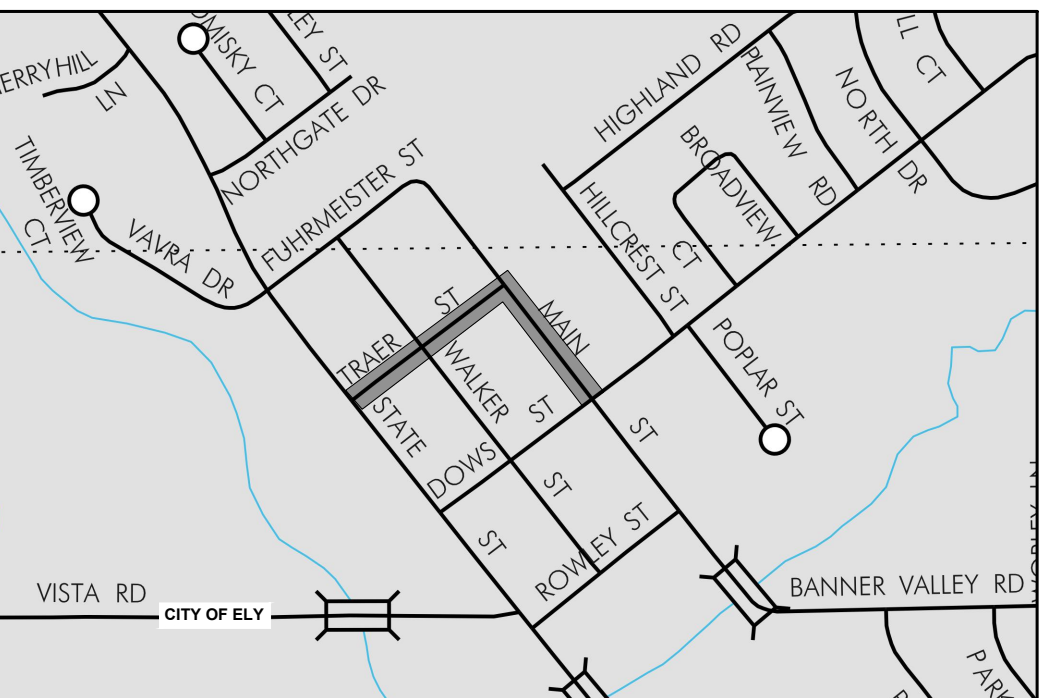 OMISKY CT
LEY ST
ERRYHILL
LN
NORTHGATE DR
HIGHLAND RD
PLAINVIEW
RD
NORTH
DR
LL CT
TIMBERVIEW
CT
VAVRA DR
FUHRMEISTER ST
BROADVIEW
CT
HILLCREST ST
TRAER
ST
MAIN
ST
WALKER
ST
STATE
ST
DOWS
ST
POPLAR ST
ROWLEY ST
VISTA RD
CITY OF ELY
BANNER VALLEY RD
PARK